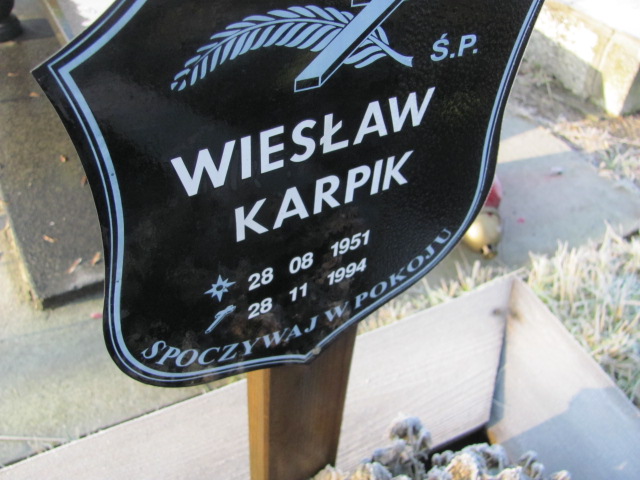 Ś.P.
WIESŁAW
KARPIK
28 08 1951
28 11 1994
SPOCZYWAJ W POKOJU